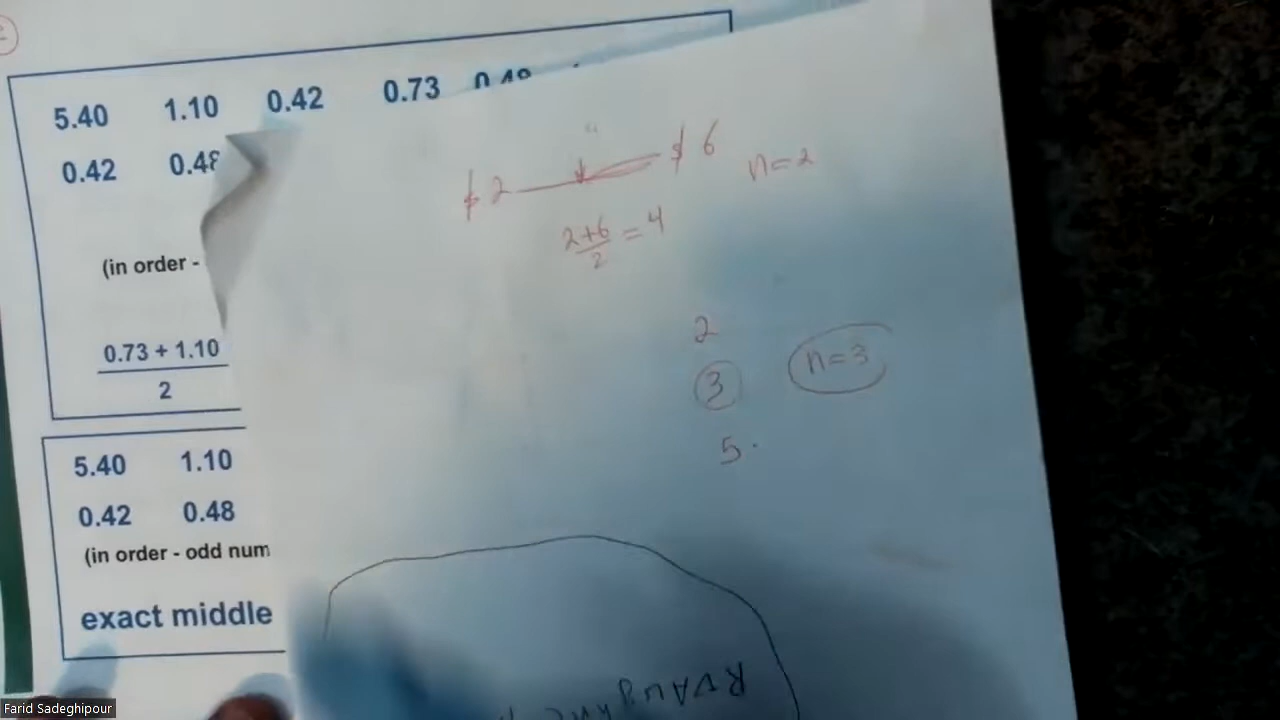 5.40 1.10 0.42 0.73
0.42 0.48
(in order -
0.73 + 1.10
2
5.40 1.10
0.42 0.48
(in order - odd num
exact middle
$2 $6 n=2
2+6
2
= 4
2
3 n=3
5.
Farid Sadeghipour